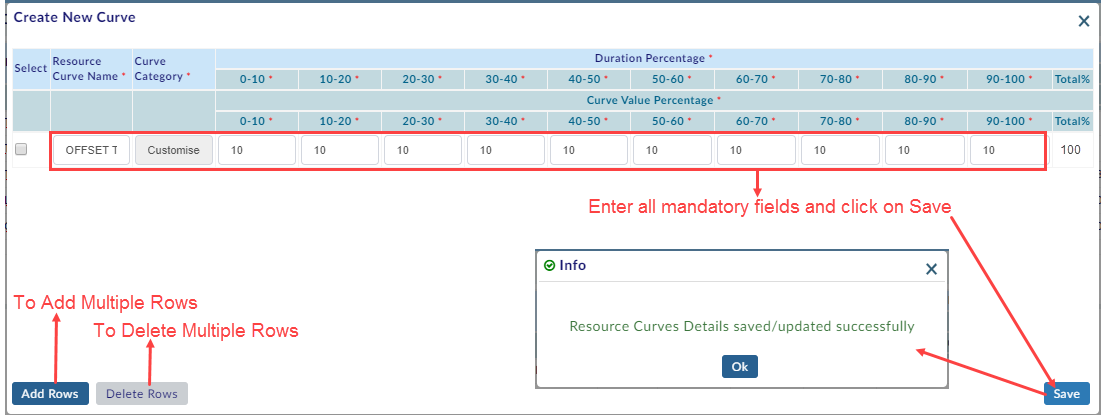 Create New Curve
Select Resource Curve Name * Curve Category * Duration Percentage *
0-10 * 10-20 * 20-30 * 30-40 * 40-50 * 50-60 * 60-70 * 70-80 * 80-90 * 90-100 * Total%
Curve Value Percentage *
0-10 * 10-20 * 20-30 * 30-40 * 40-50 * 50-60 * 60-70 * 70-80 * 80-90 * 90-100 * Total%
OFFSET T Customise 10 10 10 10 10 10 10 10 10 10 100
Enter all mandatory fields and click on Save
Info
Resource Curves Details saved/updated successfully
Ok
To Add Multiple Rows
To Delete Multiple Rows
Add Rows Delete Rows Save